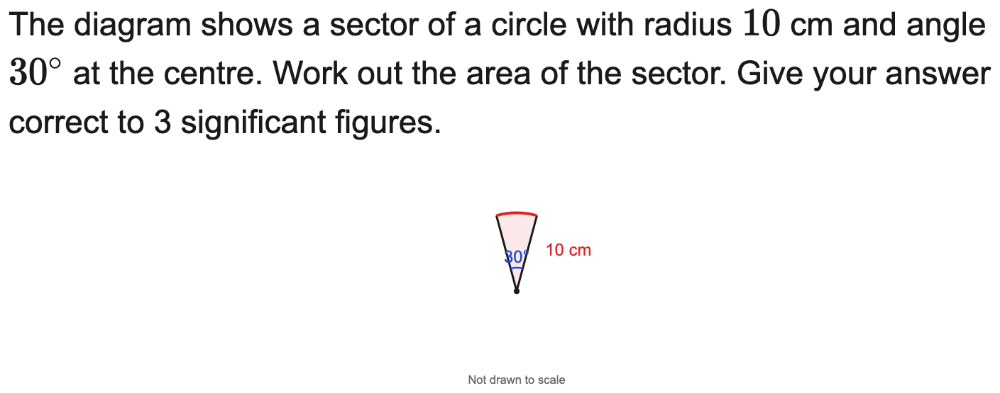 The diagram shows a sector of a circle with radius 10 cm and angle
30° at the centre. Work out the area of the sector. Give your answer
correct to 3 significant figures.
30°
10 cm
Not drawn to scale